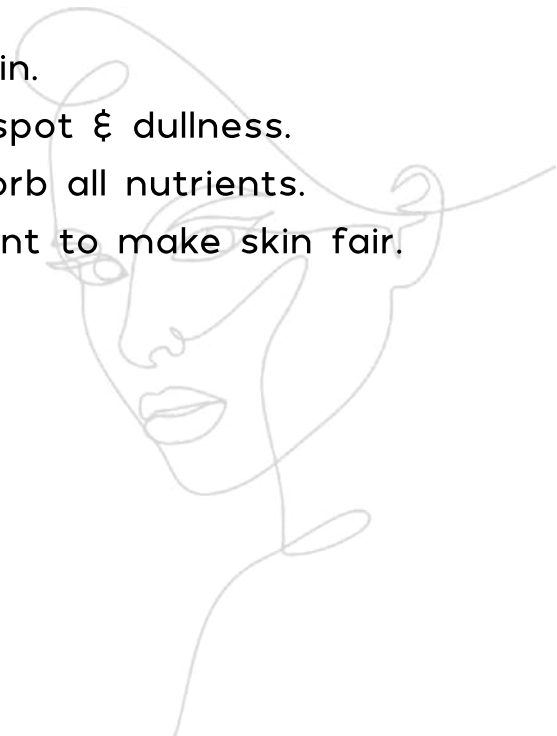 in.
spot & dullness.
orb all nutrients.
nt to make skin fair.